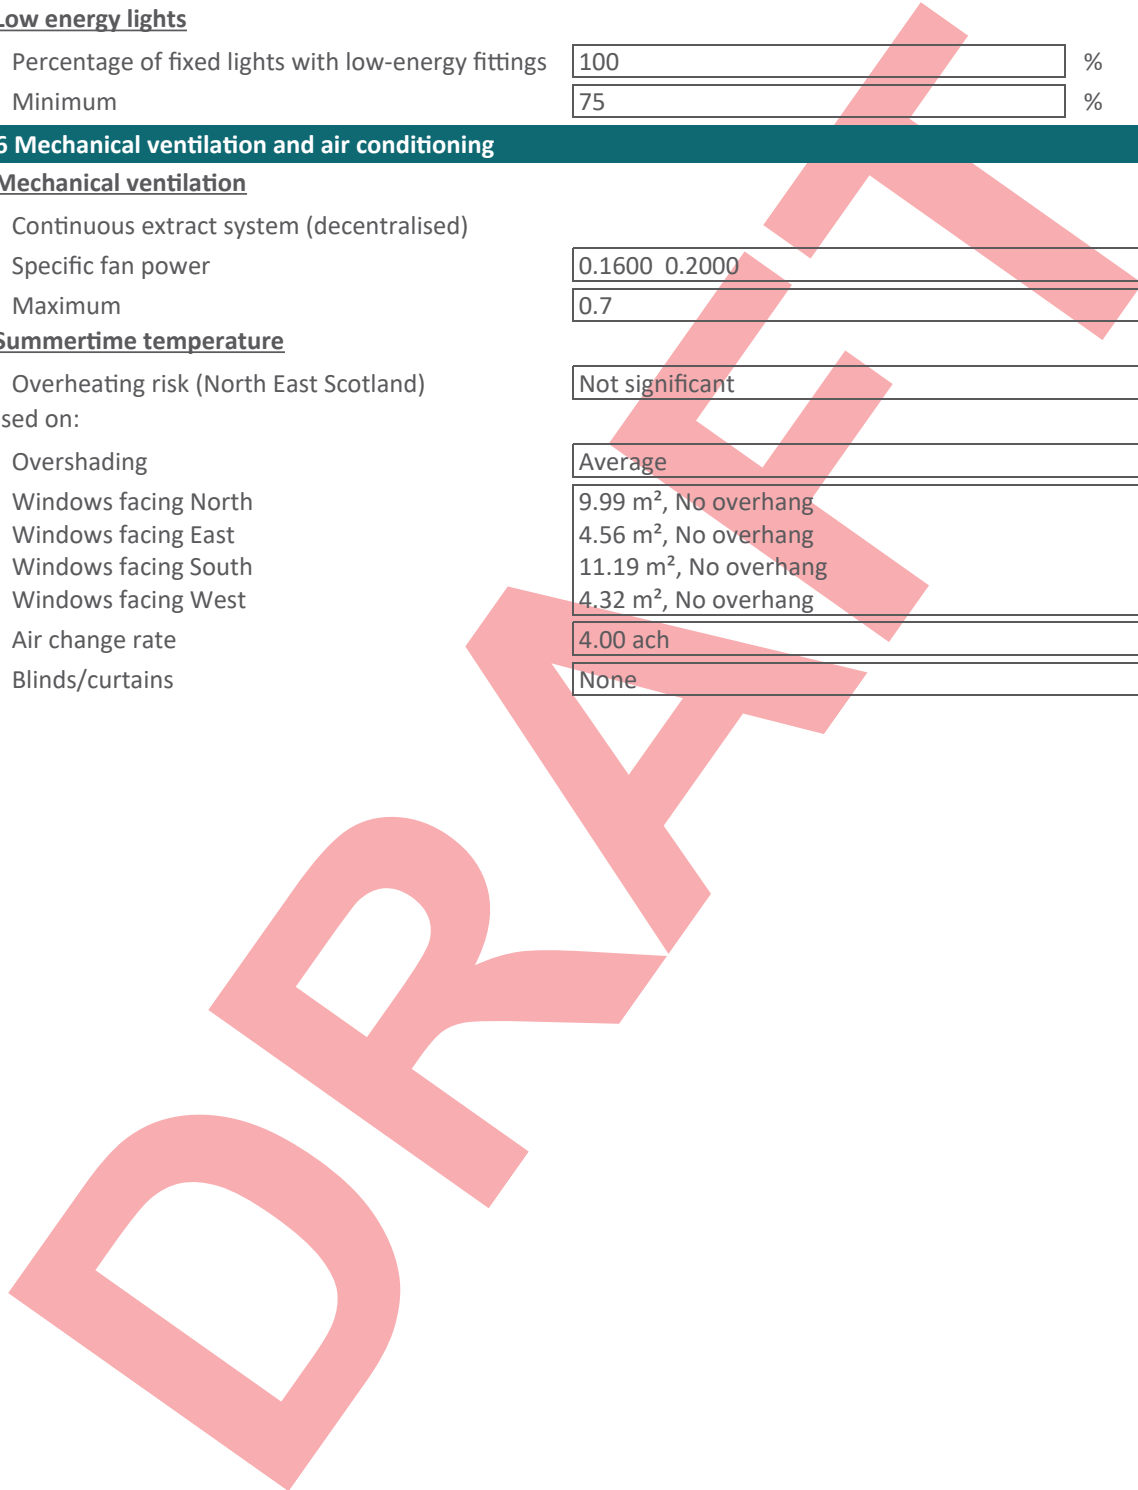 Low energy lights
Percentage of fixed lights with low-energy fittings 100 %
Minimum 75 %
6 Mechanical ventilation and air conditioning
Mechanical ventilation
Continuous extract system (decentralised)
Specific fan power 0.1600 0.2000
Maximum 0.7
Summertime temperature
Overheating risk (North East Scotland) Not significant
sed on:
Overshading Average
Windows facing North 9.99 m², No overhang
Windows facing East 4.56 m², No overhang
Windows facing South 11.19 m², No overhang
Windows facing West 4.32 m², No overhang
Air change rate 4.00 ach
Blinds/curtains None
DRAFT